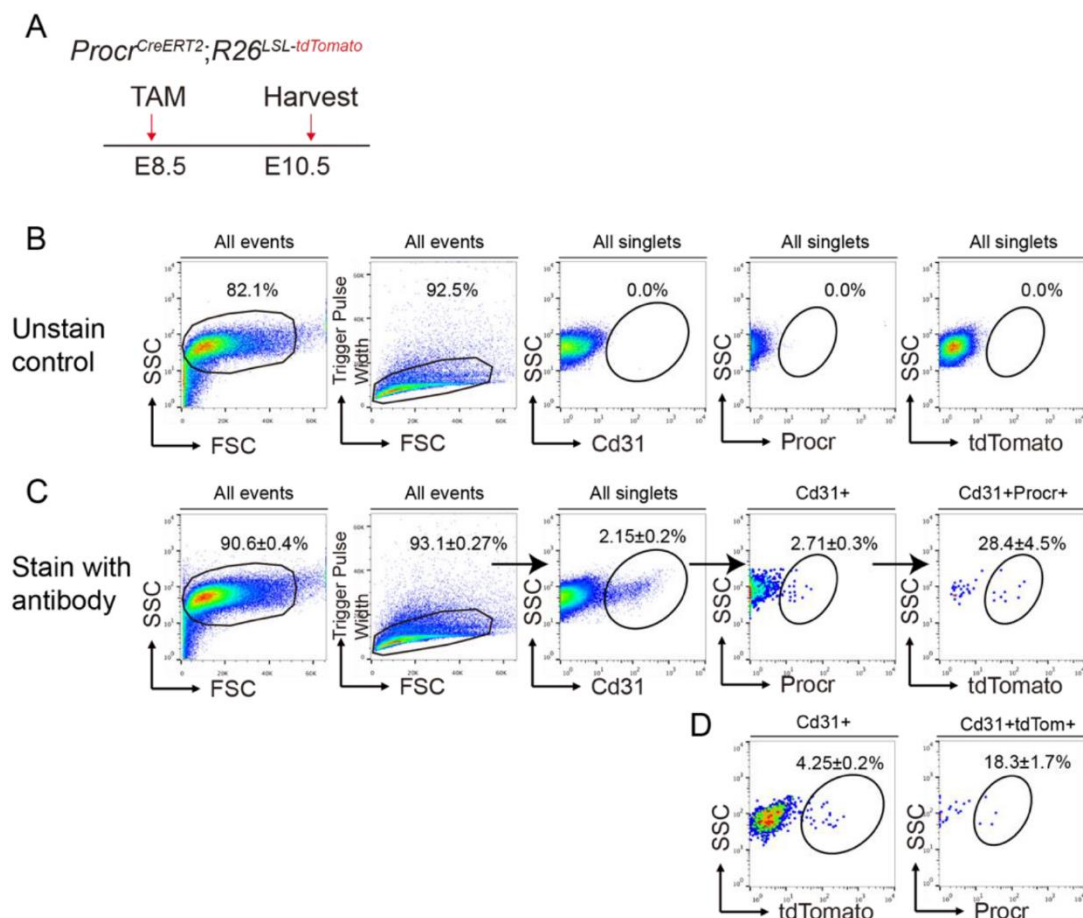 A
ProcrCreERT2;R26LSL-tdTomato
TAM Harvest
E8.5 E10.5
B
All events All events All singlets All singlets All singlets
Unstain
control
82.1% 92.5% 0.0% 0.0% 0.0%
SSC Trigger Pulse Width SSC SSC SSC
FSC FSC Cd31 Procr tdTomato
C
All events All events All singlets Cd31+ Cd31+Procr+
Stain with
antibody
90.6±0.4% 93.1±0.27% 2.15±0.2% 2.71±0.3% 28.4±4.5%
SSC Trigger Pulse Width SSC SSC SSC
FSC FSC Cd31 Procr tdTomato
D
Cd31+ Cd31+tdTom+
4.25±0.2% 18.3±1.7%
SSC SSC
tdTomato Procr